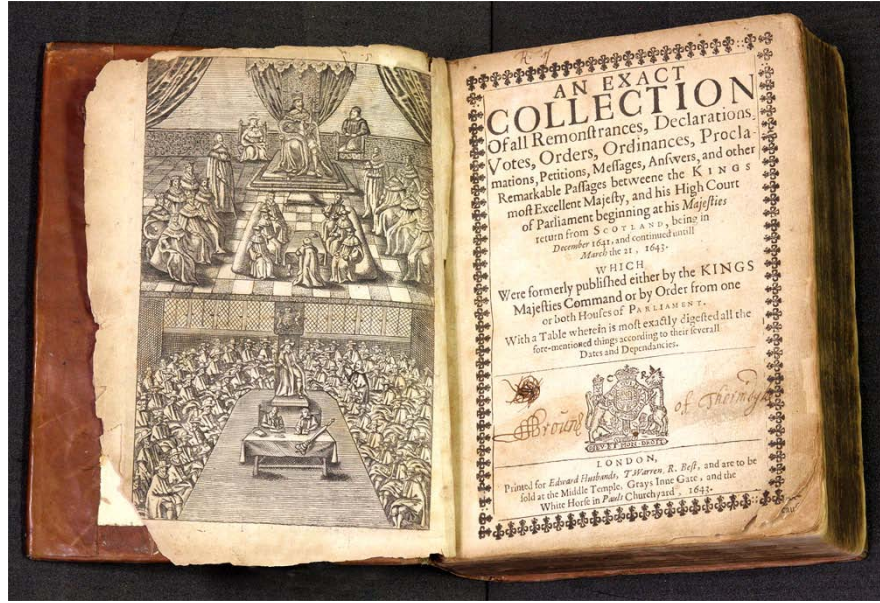 AN EXACT
COLLECTION
Of all Remonſtrances, Declarations,
Votes, Orders, Ordinances, Procla-
mations, Petitions, Meſſages, Anſwers, and other
Remarkable Paſſages betweene the KINGS
moſt Excellent Majeſty, and his High Court
of Parliament beginning at his Majeſties
return from SCOTLAND, being in
December 1641, and continued untill
March the 21, 1643.
WHICH
Were formerly publiſhed either by the KINGS
Majeſties Command or by Order from one
or both Houſes of PARLIAMENT.
With a Table wherein is moſt exactly digeſted all the
fore-mentioned things according to their ſeverall
Dates and Dependancies.
Broun of
DIEV ET MON DROIT
LONDON,
Printed for Edward Husbands, T. Warren, R. Beſt, and are to be
ſold at the Middle Temple, Grays Inne Gate, and the
White Horſe in Pauls Churchyard, 1643.